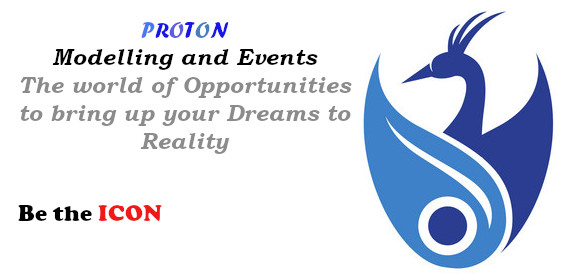 PROTON
Modelling and Events
The world of Opportunities
to bring up your Dreams to
Reality
Be the ICON